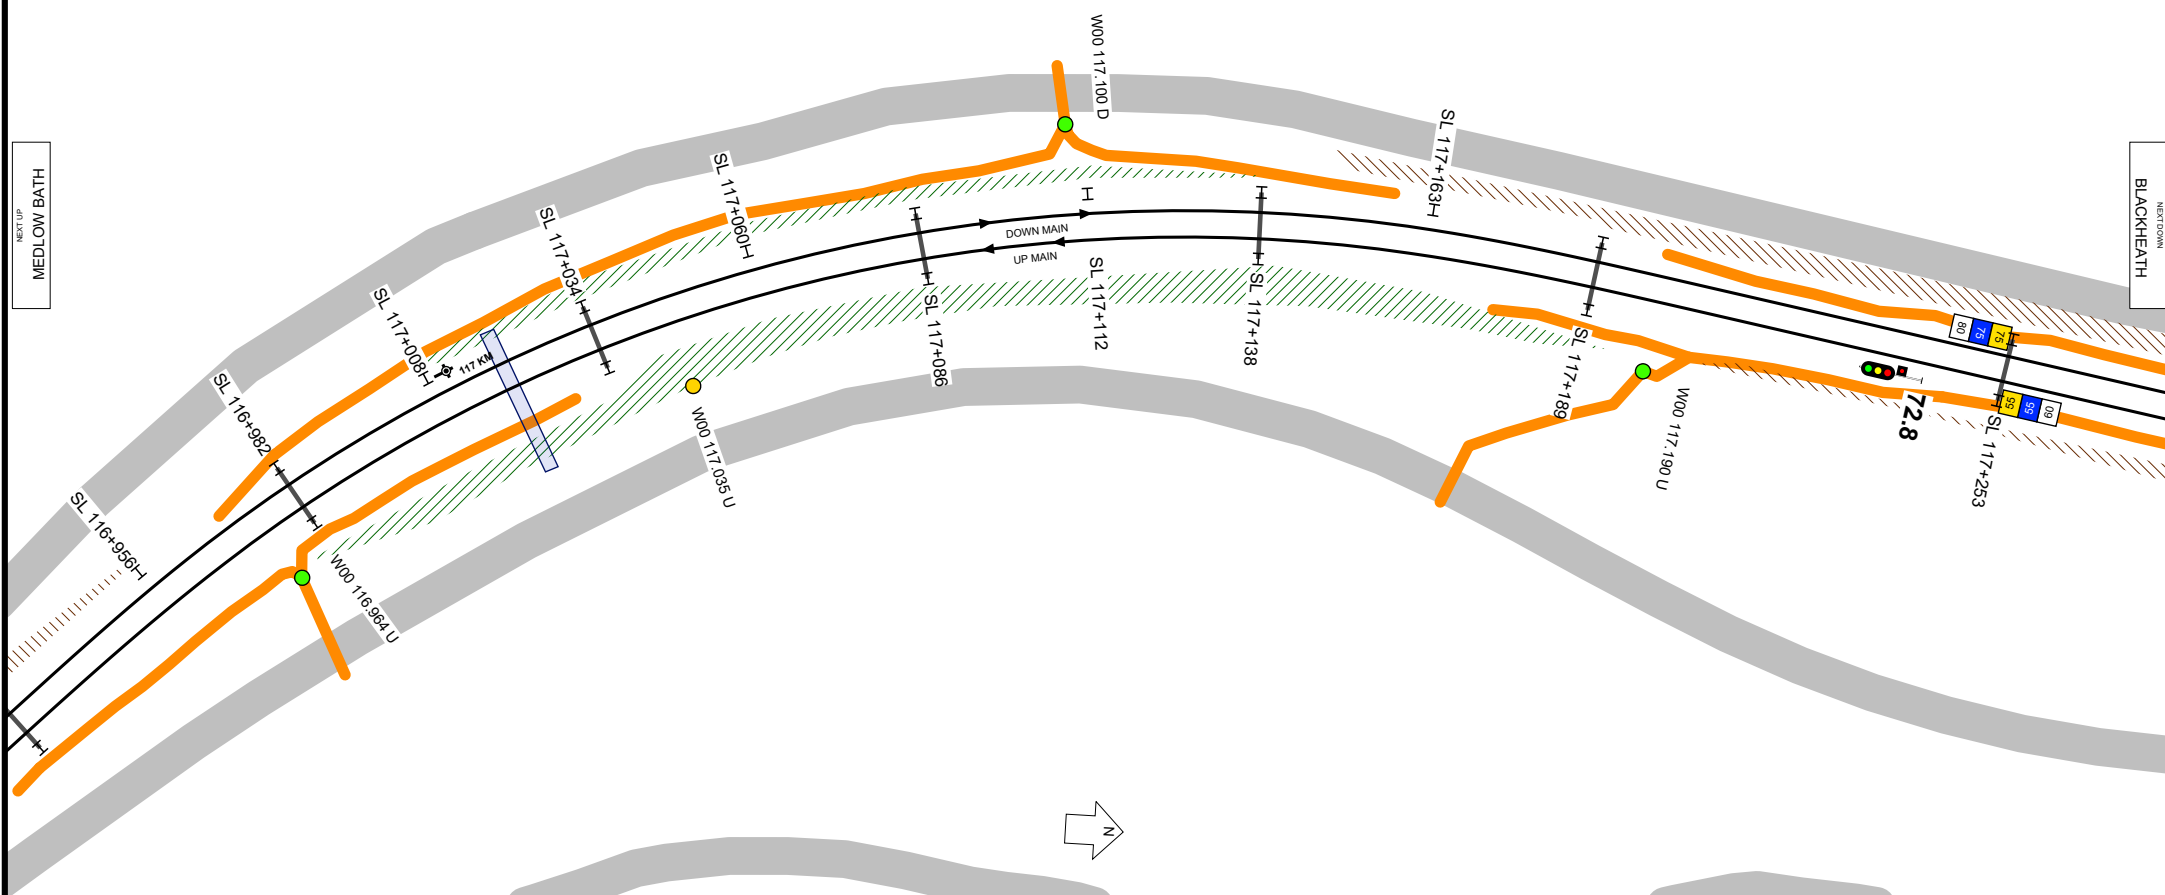 NEXT UP
MEDLOW BATH
SL 116+956
SL 116+982
W00 116.964 U
SL 117+008
117 KM
SL 117+034
SL 117+060
W00 117.035 U
SL 117+086
DOWN MAIN
UP MAIN
W00 117.100 D
SL 117+112
SL 117+138
SL 117+163
SL 117+189
W00 117.190 U
72.8
80
75
75
55
55
60
SL 117+253
NEXT DOWN
BLACKHEATH
N